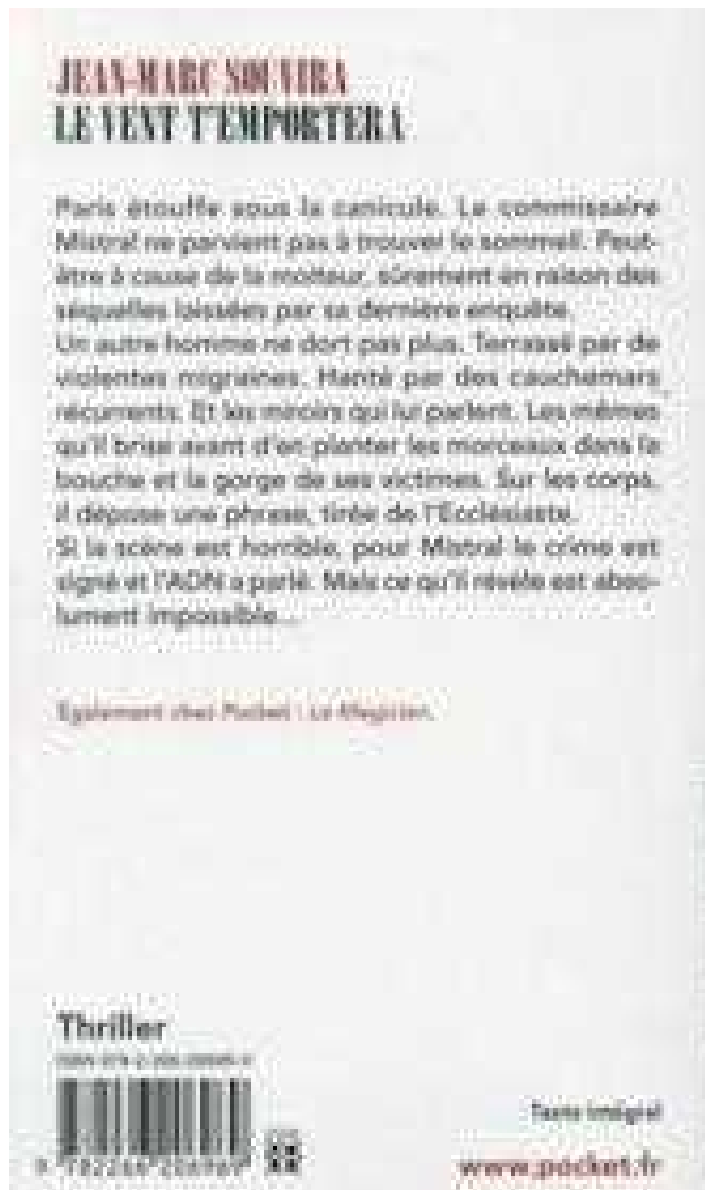 JEAN-MARC SOUVIRA
LE VENT T'EMPORTERA
Paris étouffe sous la canicule. Le commissaire
Mistral ne parvient pas à trouver le sommeil. Peut-
être à cause de la moiteur, sûrement en raison des
séquelles laissées par sa dernière enquête.
Un autre homme ne dort pas plus. Terrassé par de
violentes migraines. Hanté par des cauchemars
récurrents. Et les miroirs qui lui parlent. Les mêmes
qu'il brise avant d'en planter les morceaux dans la
bouche et la gorge de ses victimes. Sur les corps,
il dépose une phrase, tirée de l'Ecclésiaste.
Si la scène est horrible, pour Mistral le crime est
signé et l'ADN a parlé. Mais ce qu'il révèle est abso-
lument impossible...
Également chez Pocket : Le Magicien.
Thriller
ISBN
Texte intégral
www.pocket.fr